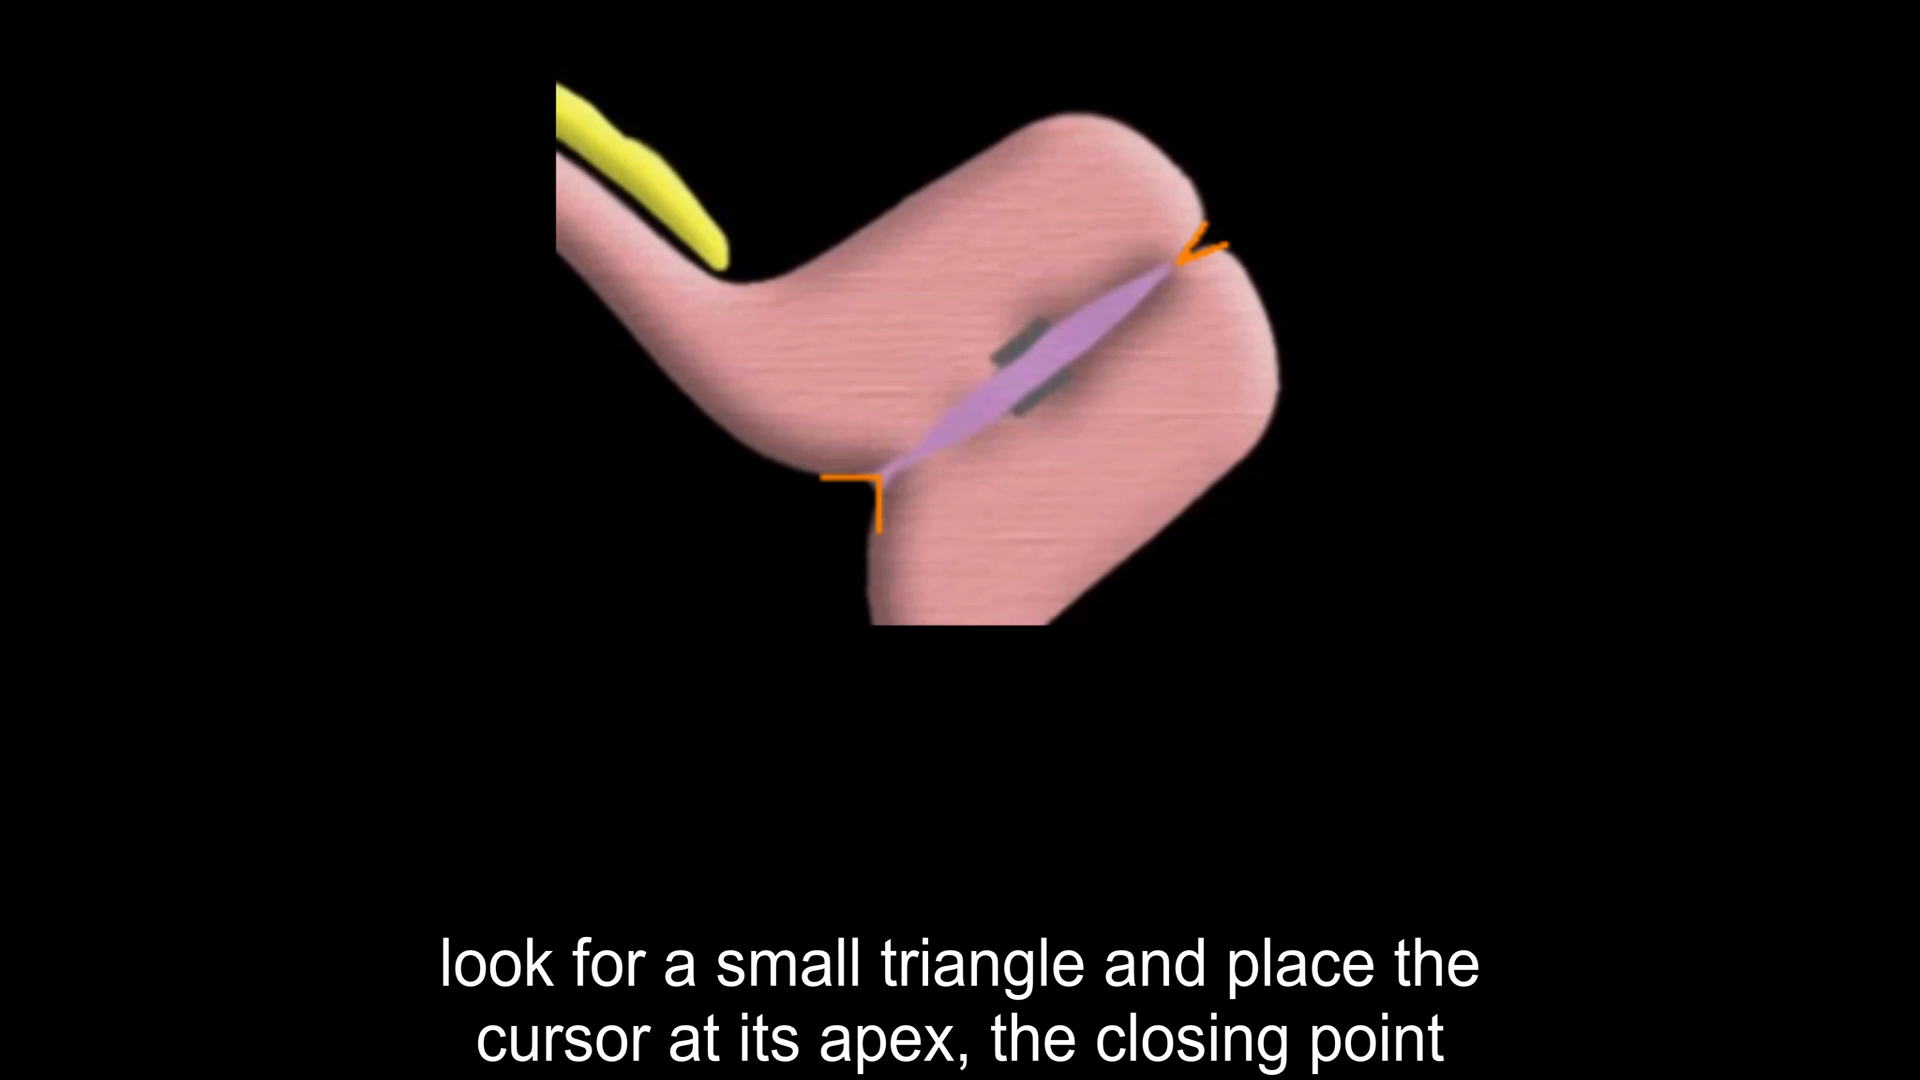 look for a small triangle and place the
cursor at its apex, the closing point